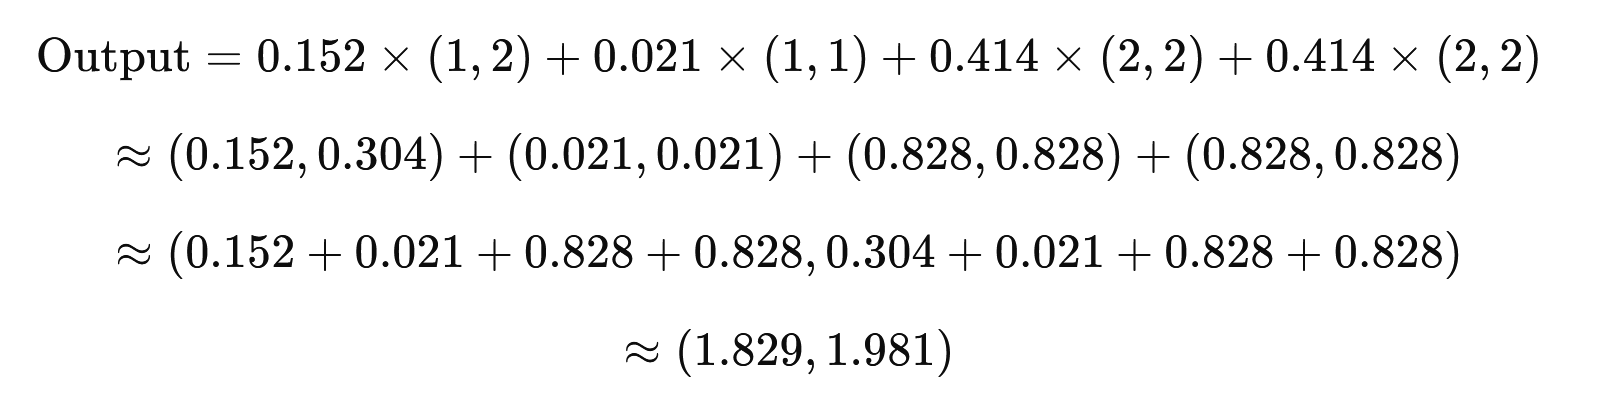 Output = 0.152 × (1, 2) + 0.021 × (1, 1) + 0.414 × (2, 2) + 0.414 × (2, 2)
≈ (0.152, 0.304) + (0.021, 0.021) + (0.828, 0.828) + (0.828, 0.828)
≈ (0.152 + 0.021 + 0.828 + 0.828, 0.304 + 0.021 + 0.828 + 0.828)
≈ (1.829, 1.981)